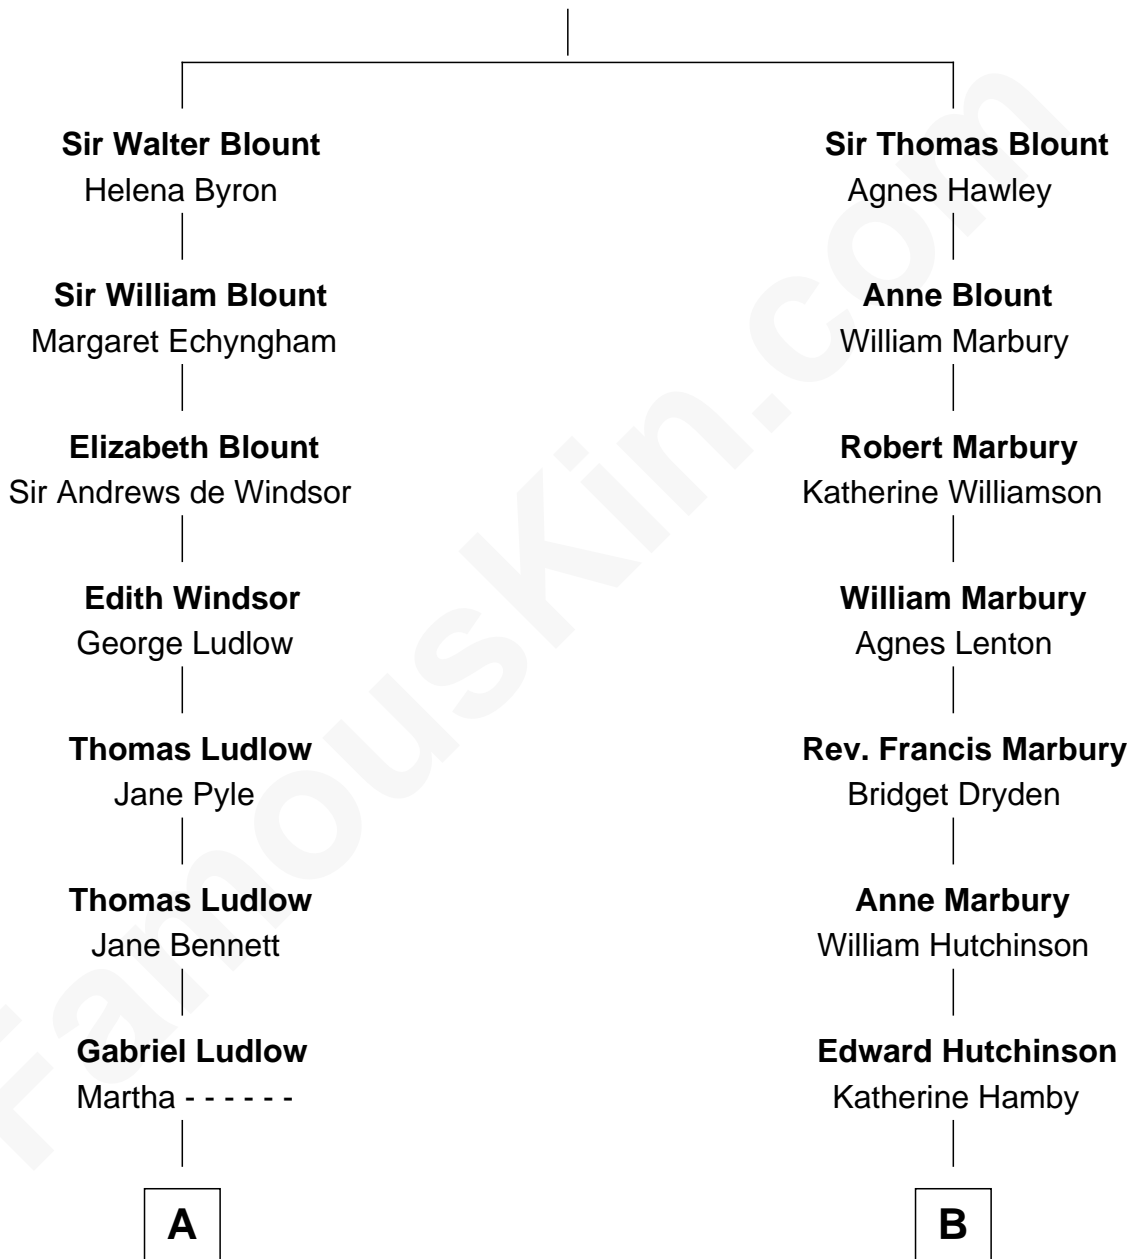 Sir Walter Blount
Helena Byron
Sir William Blount
Margaret Echyngham
Elizabeth Blount
Sir Andrews de Windsor
Edith Windsor
George Ludlow
Thomas Ludlow
Jane Pyle
Thomas Ludlow
Jane Bennett
Gabriel Ludlow
Martha - - - - - -
A
Sir Thomas Blount
Agnes Hawley
Anne Blount
William Marbury
Robert Marbury
Katherine Williamson
William Marbury
Agnes Lenton
Rev. Francis Marbury
Bridget Dryden
Anne Marbury
William Hutchinson
Edward Hutchinson
Katherine Hamby
B
FamousKin.com